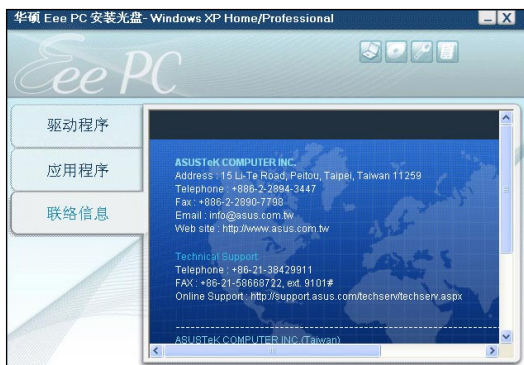 华硕 Eee PC 安装光盘- Windows XP Home/Professional
Eee PC
驱动程序
应用程序
联络信息
ASUSTeK COMPUTER INC.
Address : 15 Li-Te Road, Peitou, Taipei, Taiwan 11259
Telephone : +886-2-2894-3447
Fax : +886-2-2890-7798
Email : info@asus.com.tw
Web site : http://www.asus.com.tw
Technical Support
Telephone : +86-21-38429911
FAX : +86-21-58668722, ext. 9101#
Online Support : http://support.asus.com/techserv/techserv.aspx
ASUSTeK COMPUTER INC.(Taiwan)